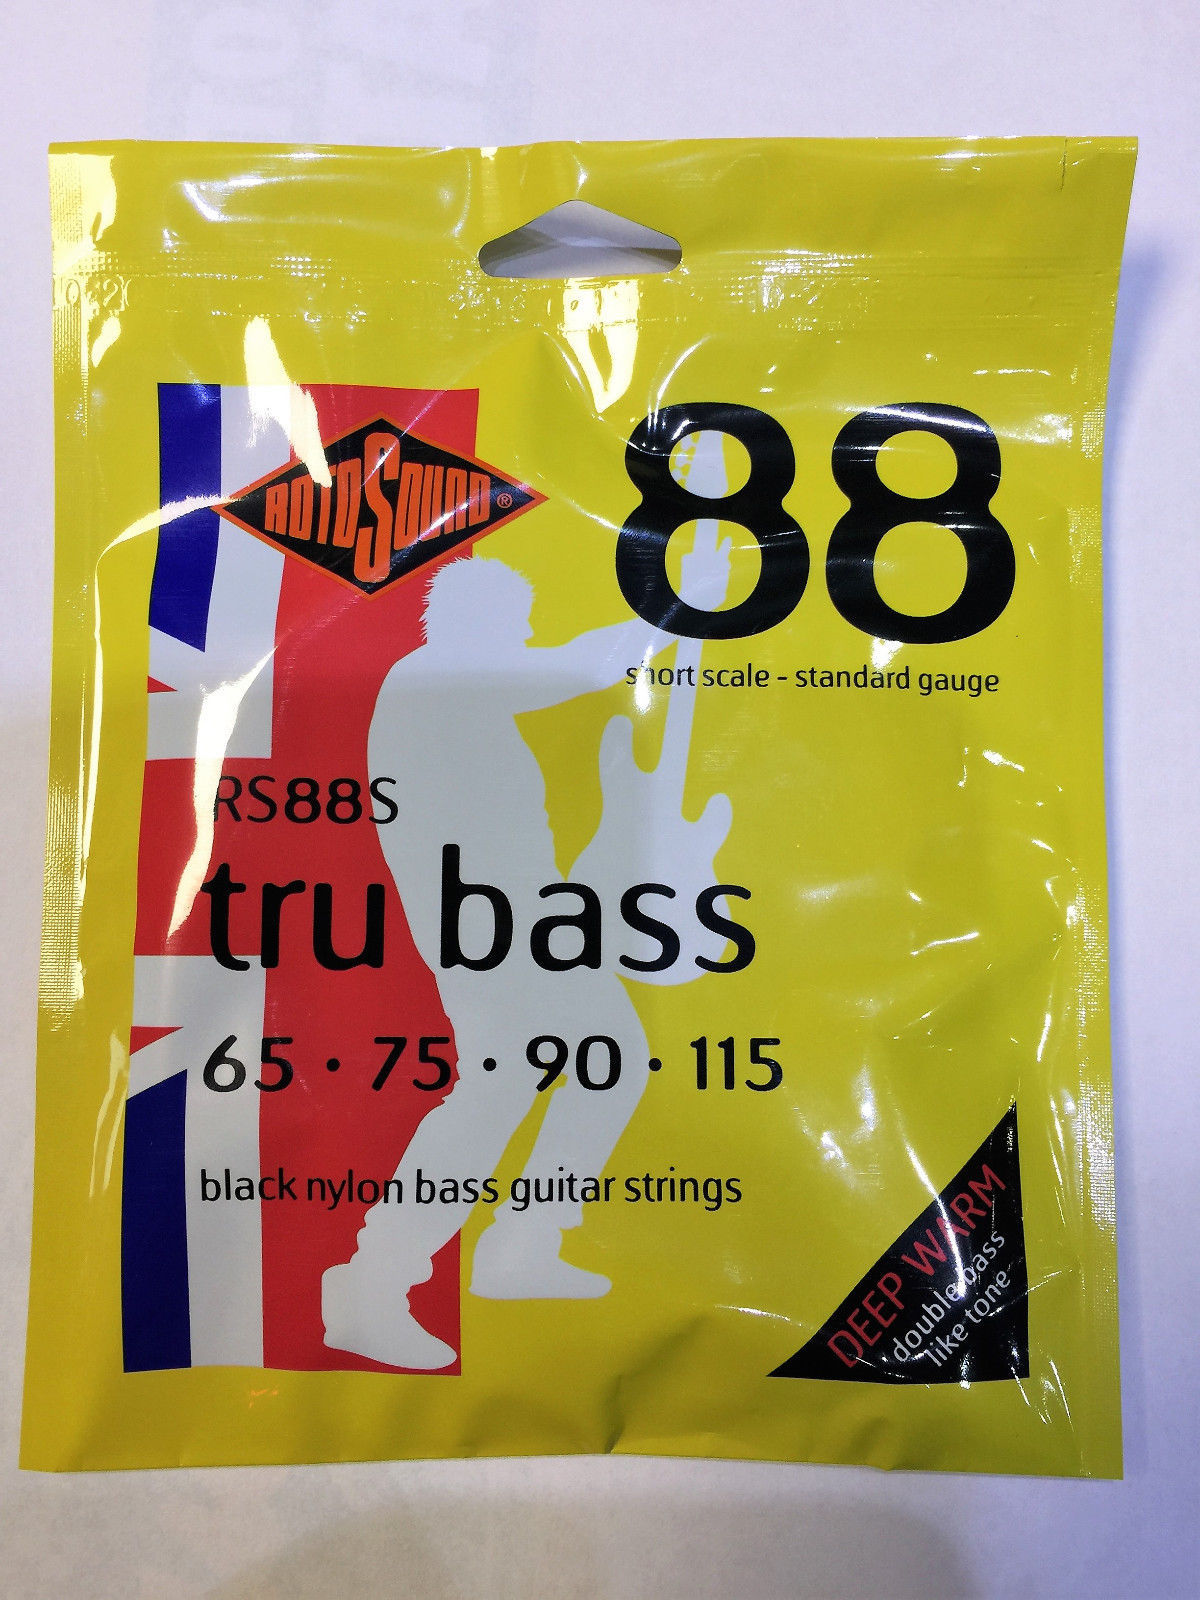 ROTOSOUND®
88
short scale - standard gauge
RS88S
tru bass
65 • 75 • 90 • 115
black nylon bass guitar strings
DEEP WARM
double bass
like tone